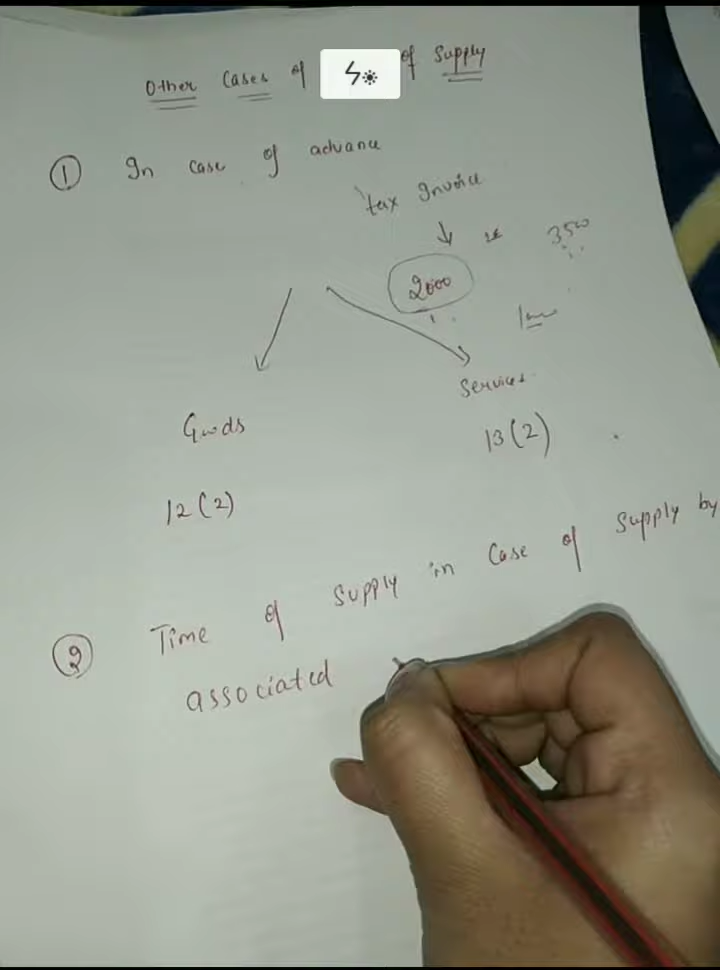 Other Cases of of Supply
① In case of advance
tax Invoice
3500
2000
Services
Goods
13(2)
12(2)
② Time of Supply in Case of Supply by
associated